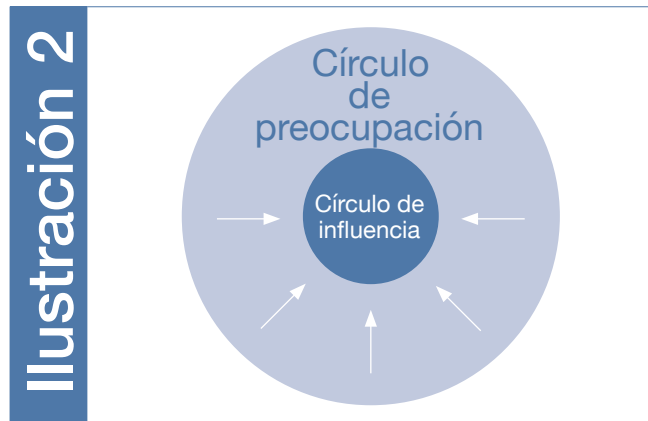 Ilustración 2
Círculo
de
preocupación
Círculo de
influencia